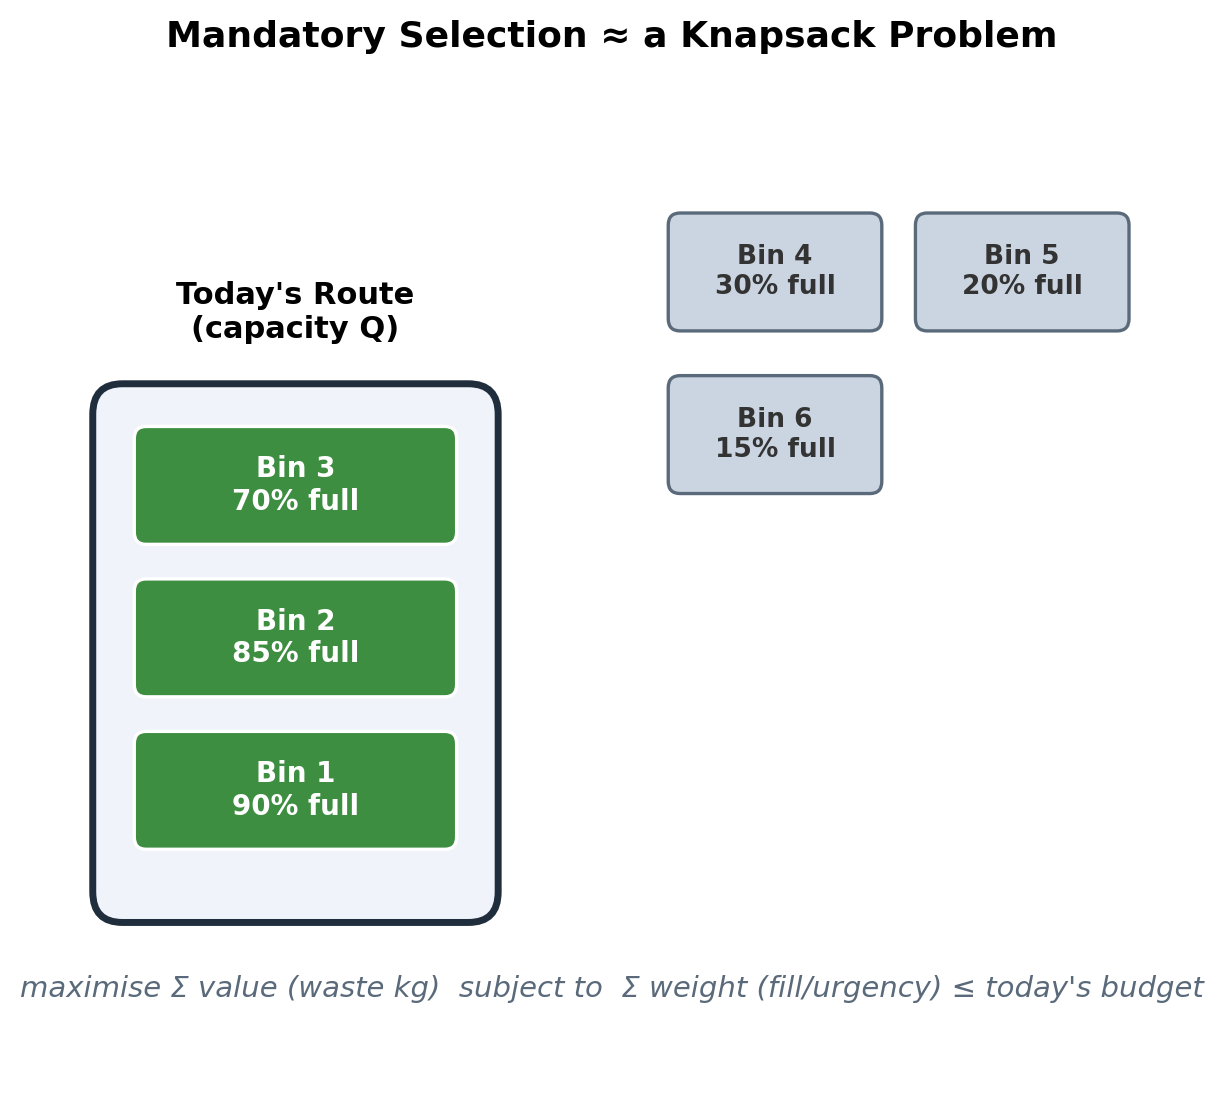 Mandatory Selection ≈ a Knapsack Problem
Today's Route
(capacity Q)
Bin 3
70% full
Bin 2
85% full
Bin 1
90% full
Bin 4
30% full
Bin 5
20% full
Bin 6
15% full
maximise Σ value (waste kg)  subject to  Σ weight (fill/urgency) ≤ today's budget